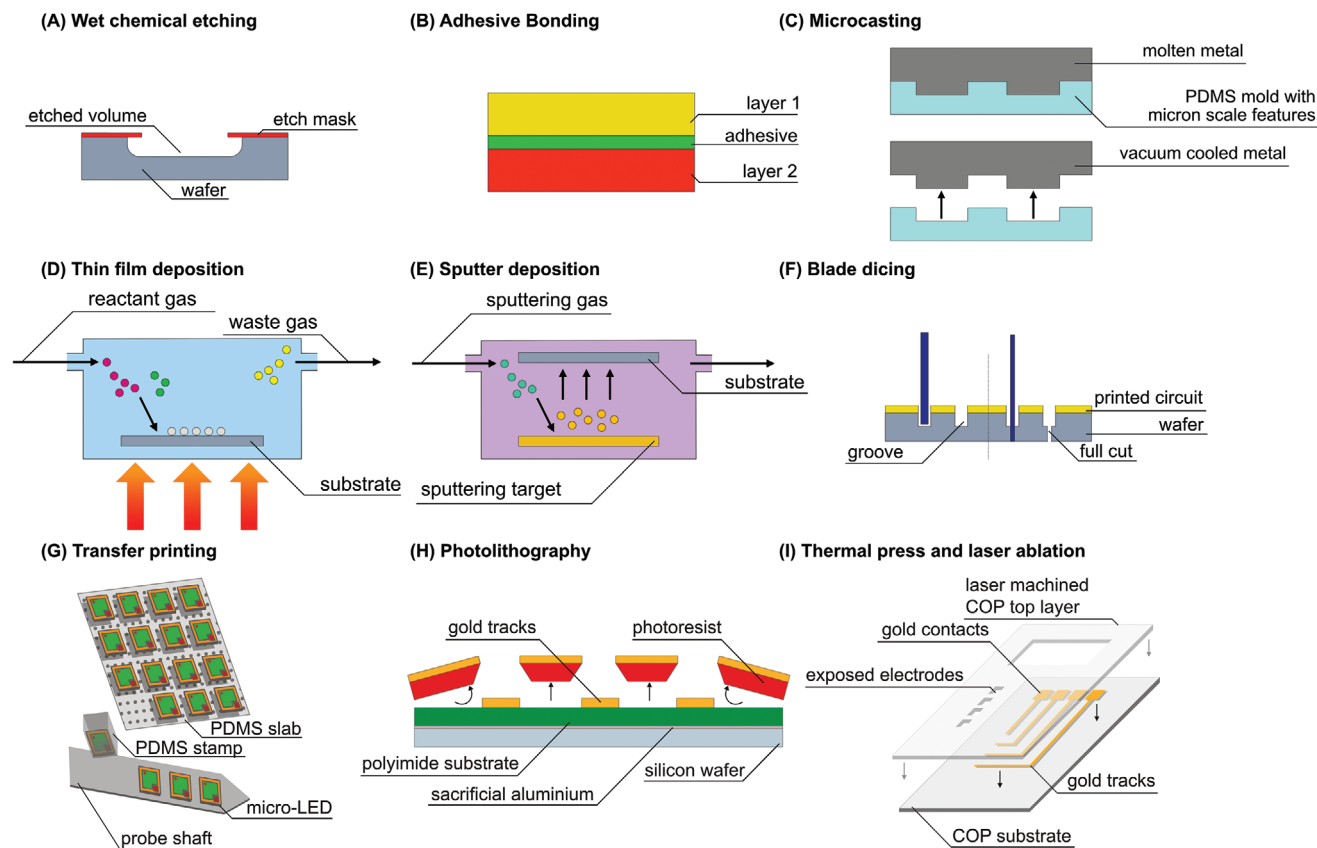 (A) Wet chemical etching
etched volume
etch mask
wafer
(B) Adhesive Bonding
layer 1
adhesive
layer 2
(C) Microcasting
molten metal
PDMS mold with
micron scale features
vacuum cooled metal
(D) Thin film deposition
reactant gas
waste gas
substrate
(E) Sputter deposition
sputtering gas
substrate
sputtering target
(F) Blade dicing
printed circuit
wafer
groove
full cut
(G) Transfer printing
PDMS slab
PDMS stamp
micro-LED
probe shaft
(H) Photolithography
gold tracks
photoresist
polyimide substrate
silicon wafer
sacrificial aluminium
(I) Thermal press and laser ablation
laser machined
COP top layer
gold contacts
exposed electrodes
gold tracks
COP substrate